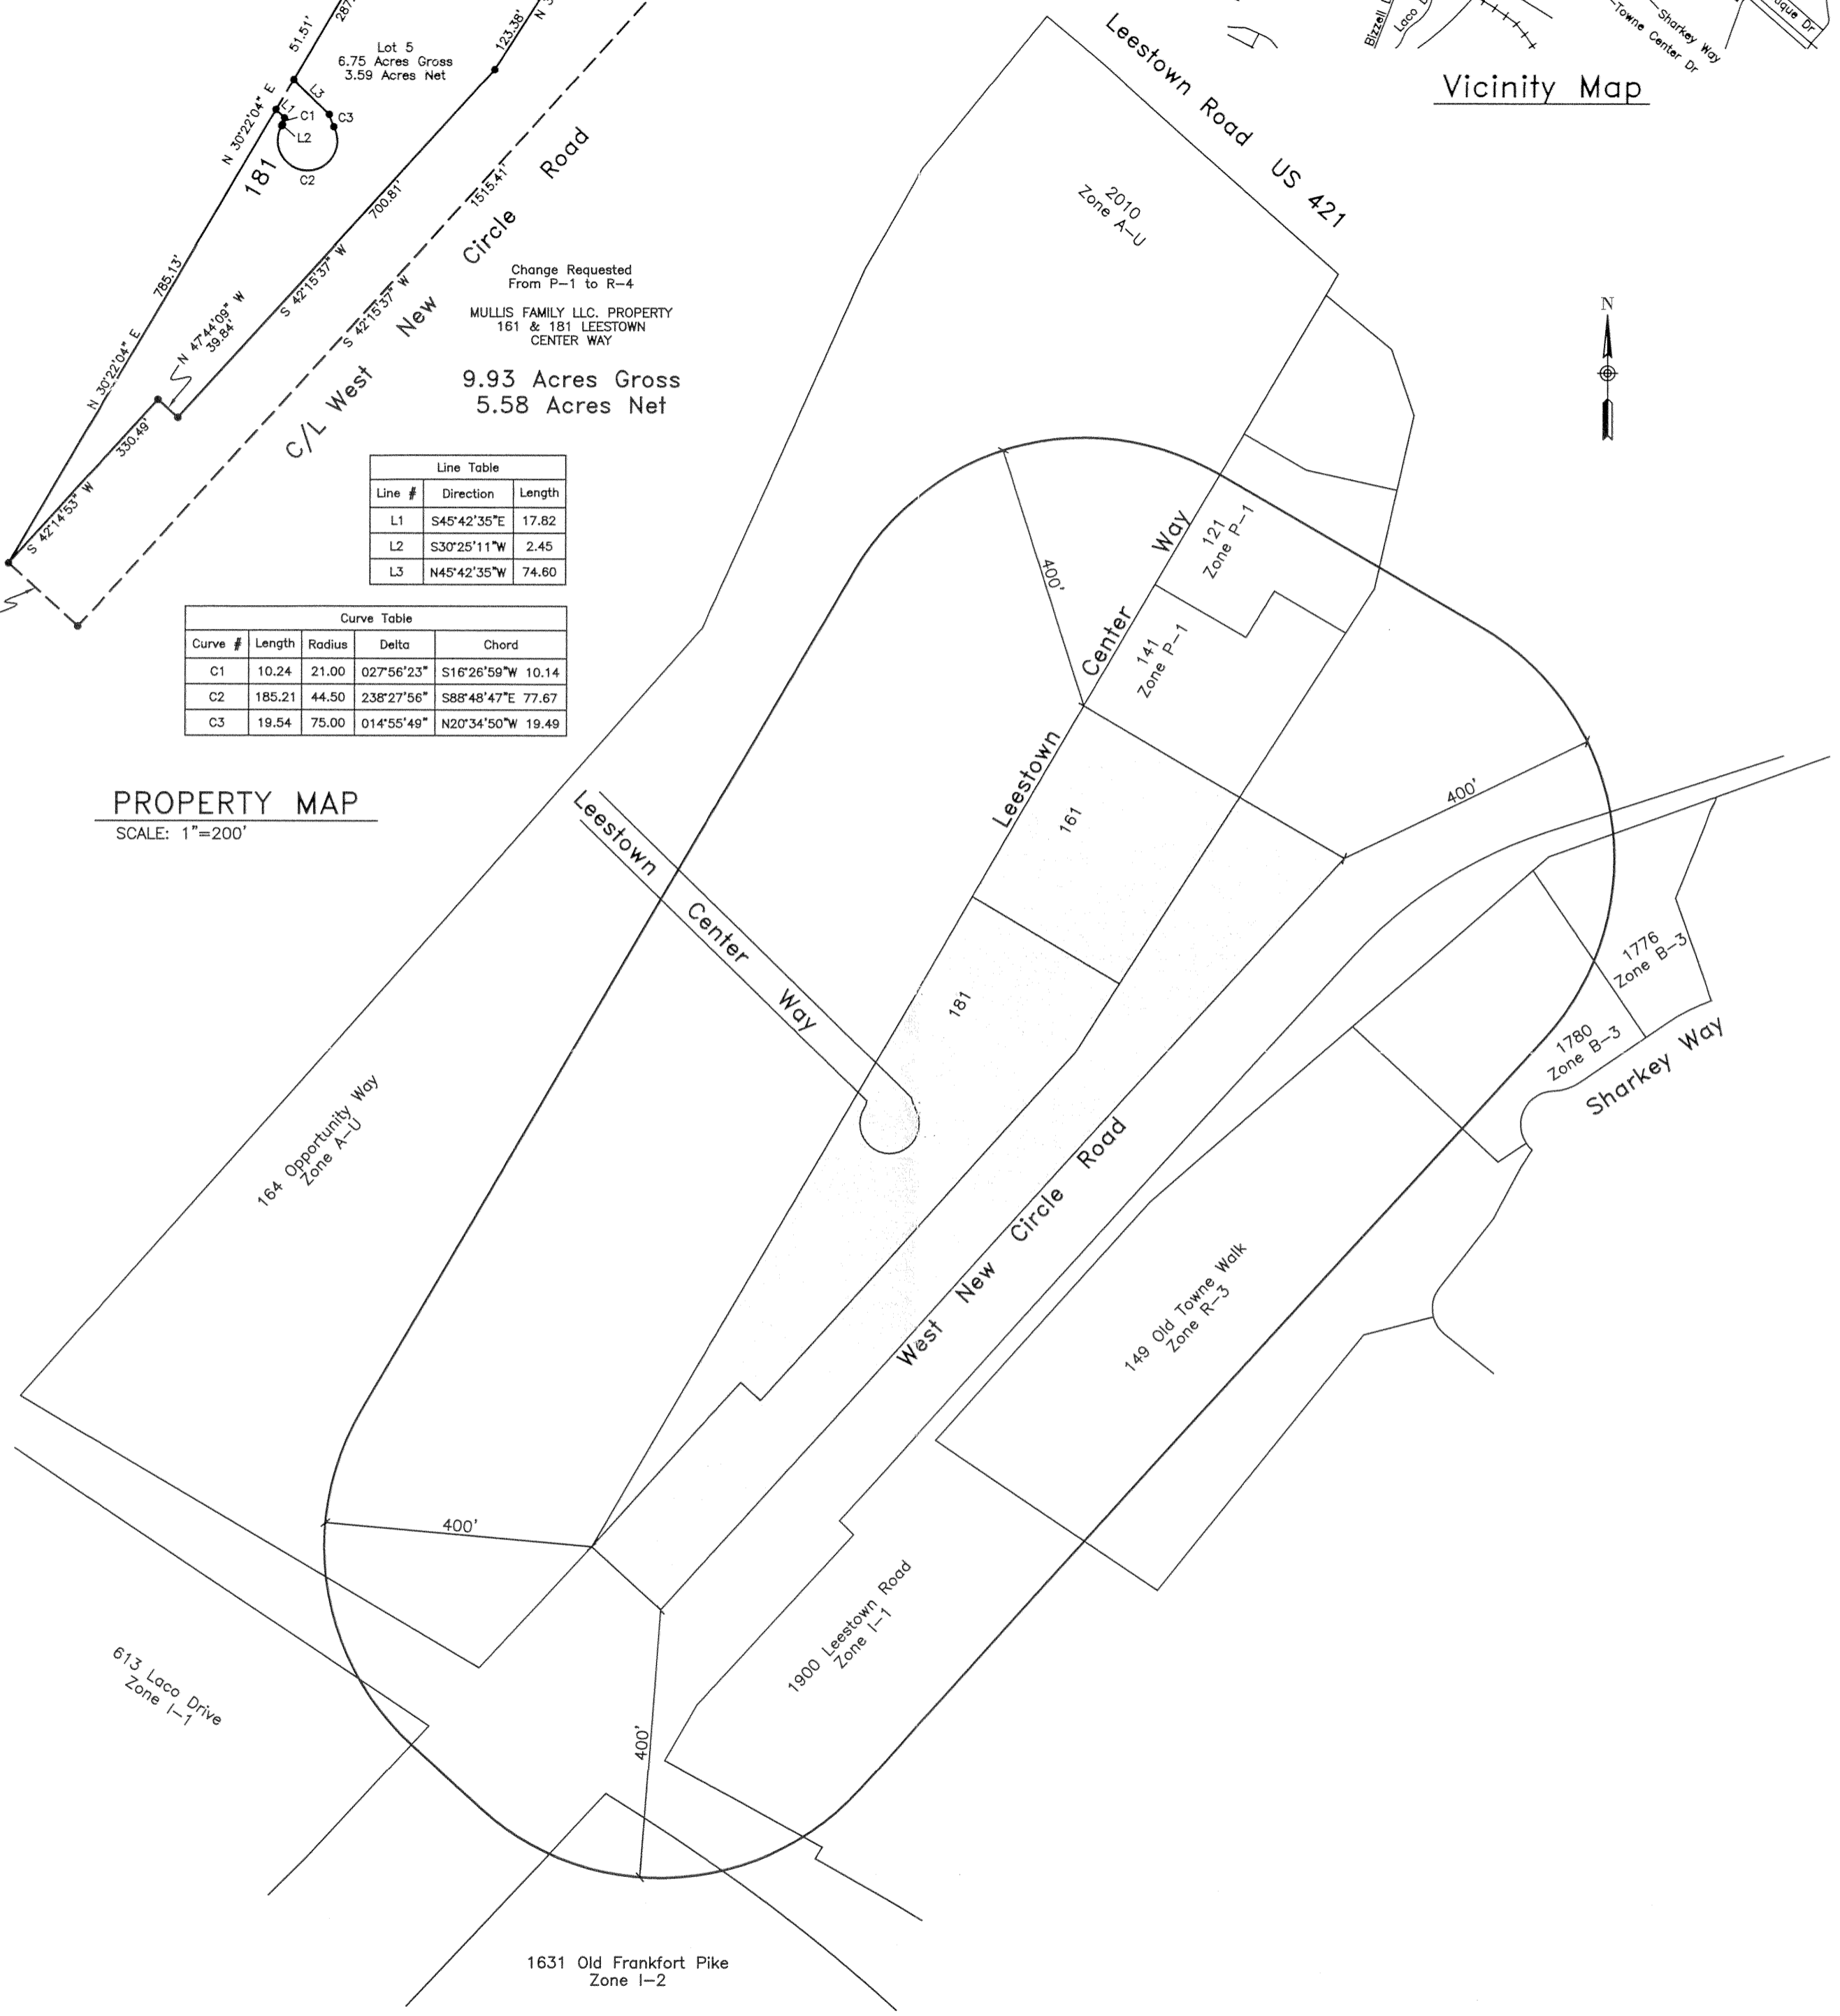 51.51'
287.
Lot 5
6.75 Acres Gross
3.59 Acres Net
123.38'
N 30°22'04" E
L3
L1
C1
C3
L2
C2
181
785.13'
700.81'
S 42°15'37" W
1515.41'
S 42°15'37" W
N 30°22'04" E
N 47°44'09" W
39.84'
330.49'
S 42°14'53" W
C/L West New Circle Road
Change Requested
From P-1 to R-4
MULLIS FAMILY LLC. PROPERTY
161 & 181 LEESTOWN
CENTER WAY
9.93 Acres Gross
5.58 Acres Net
Line Table
Line # Direction Length
L1 S45°42'35"E 17.82
L2 S30°25'11"W 2.45
L3 N45°42'35"W 74.60
Curve Table
Curve # Length Radius Delta Chord
C1 10.24 21.00 027°56'23" S16°26'59"W 10.14
C2 185.21 44.50 238°27'56" S88°48'47"E 77.67
C3 19.54 75.00 014°55'49" N20°34'50"W 19.49
PROPERTY MAP
SCALE: 1"=200'
Bizzell
Laco
Towne Center Dr
Sharkey Way
Dr
Vicinity Map
N
Leestown Road US 421
2010
Zone A-U
121
Zone P-1
141
Zone P-1
400'
Leestown Center Way
161
181
400'
Leestown Center Way
1776
Zone B-3
1780
Zone B-3
Sharkey Way
164 Opportunity Way
Zone A-U
West New Circle Road
149 Old Towne Walk
Zone R-3
400'
1900 Leestown Road
Zone I-1
613 Laco Drive
Zone I-1
400'
1631 Old Frankfort Pike
Zone I-2